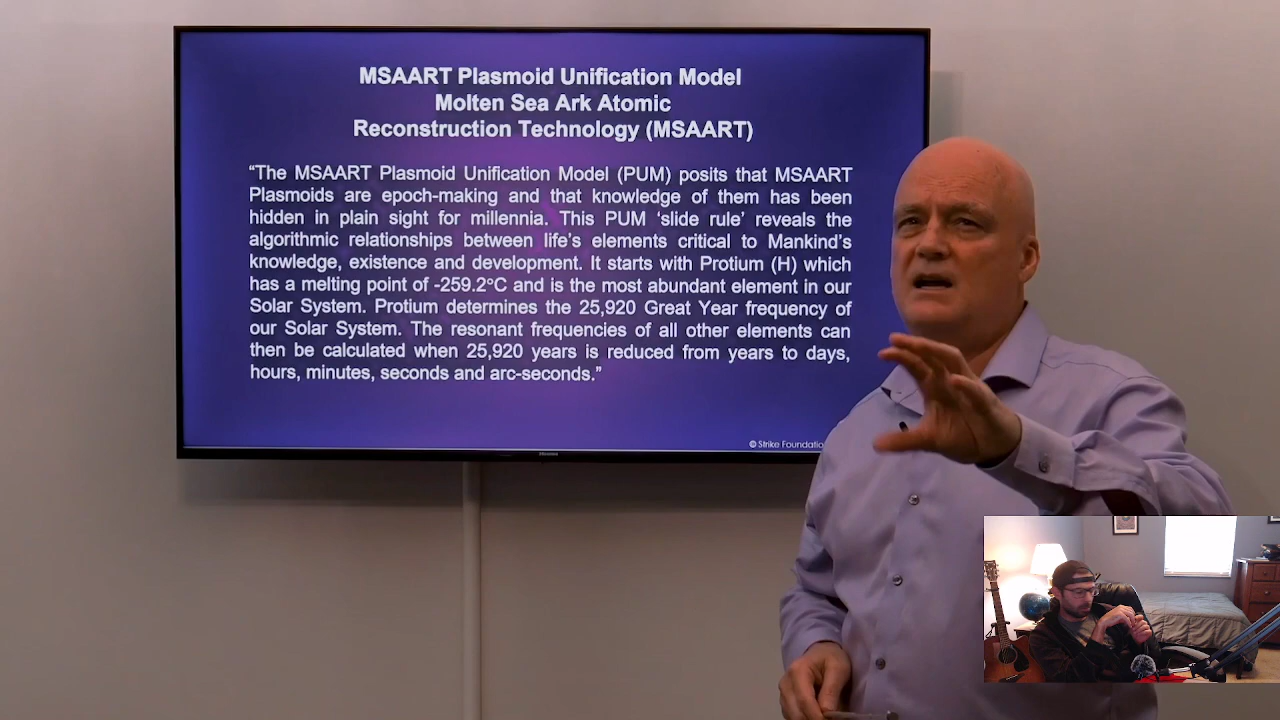 MSAART Plasmoid Unification Model
Molten Sea Ark Atomic
Reconstruction Technology (MSAART)
“The MSAART Plasmoid Unification Model (PUM) posits that MSAART
Plasmoids are epoch-making and that knowledge of them has been
hidden in plain sight for millennia. This PUM ‘slide rule’ reveals the
algorithmic relationships between life’s elements critical to Mankind’s
knowledge, existence and development. It starts with Protium (H) which
has a melting point of -259.2°C and is the most abundant element in our
Solar System. Protium determines the 25,920 Great Year frequency of
our Solar System. The resonant frequencies of all other elements can
then be calculated when 25,920 years is reduced from years to days,
hours, minutes, seconds and arc-seconds.”
© Strike Foundatio
Hisense